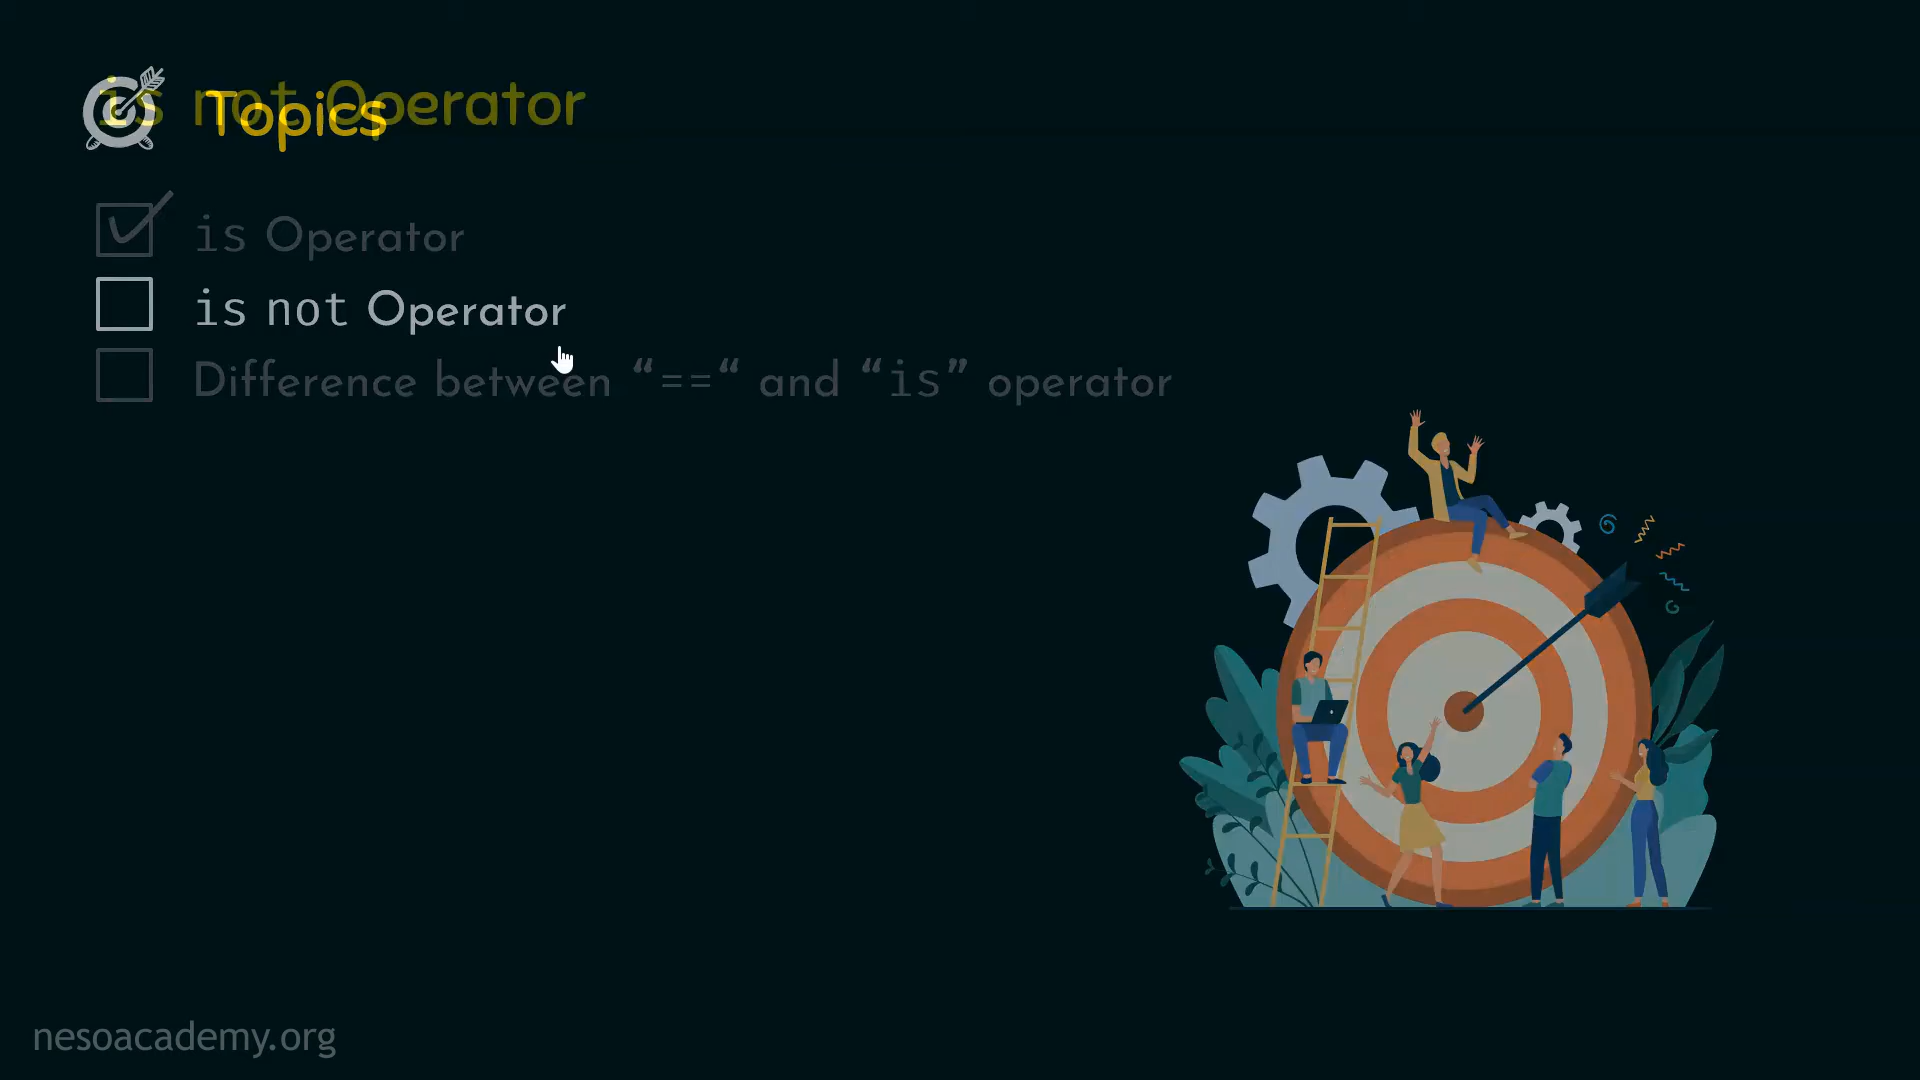 is not Operator
Topics
is Operator
is not Operator
Difference between “==“ and “is” operator
nesoacademy.org